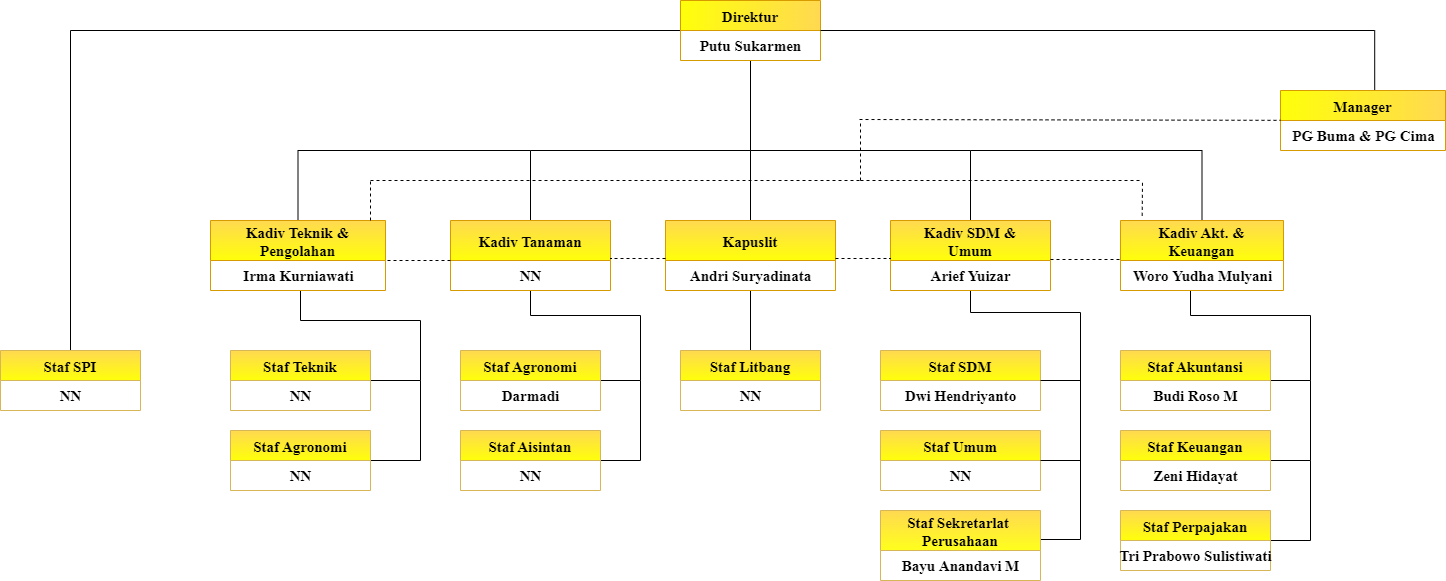 Direktur
Putu Sukarmen
Manager
PG Buma & PG Cima
Kadiv Teknik &
Pengolahan
Irma Kurniawati
Kadiv Tanaman
NN
Kapuslit
Andri Suryadinata
Kadiv SDM &
Umum
Arief Yuizar
Kadiv Akt. &
Keuangan
Woro Yudha Mulyani
Staf SPI
NN
Staf Teknik
NN
Staf Agronomi
NN
Staf Agronomi
Darmadi
Staf Aisintan
NN
Staf Litbang
NN
Staf SDM
Dwi Hendriyanto
Staf Umum
NN
Staf Sekretarlat
Perusahaan
Bayu Anandavi M
Staf Akuntansi
Budi Roso M
Staf Keuangan
Zeni Hidayat
Staf Perpajakan
Tri Prabowo Sulistiwati